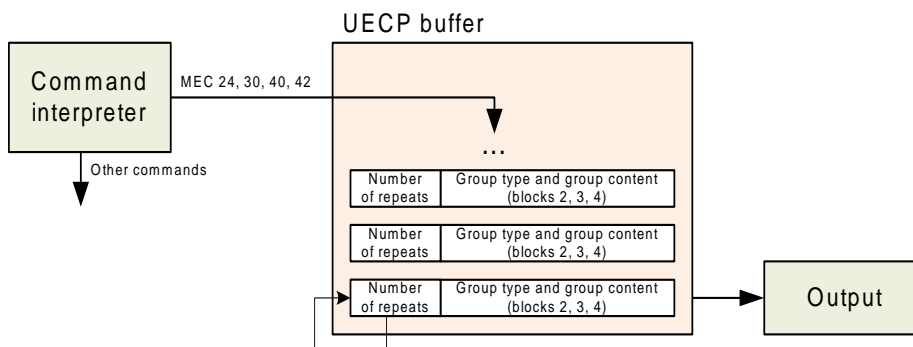 UECP buffer
Command
interpreter
MEC 24, 30, 40, 42
Other commands
...
Number
of repeats
Group type and group content
(blocks 2, 3, 4)
Number
of repeats
Group type and group content
(blocks 2, 3, 4)
Number
of repeats
Group type and group content
(blocks 2, 3, 4)
Output